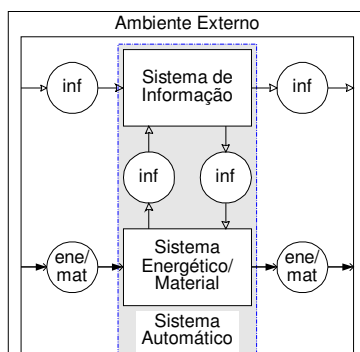 Ambiente Externo
inf
Sistema de
Informação
inf
inf
inf
ene/
mat
Sistema
Energético/
Material
ene/
mat
Sistema
Automático